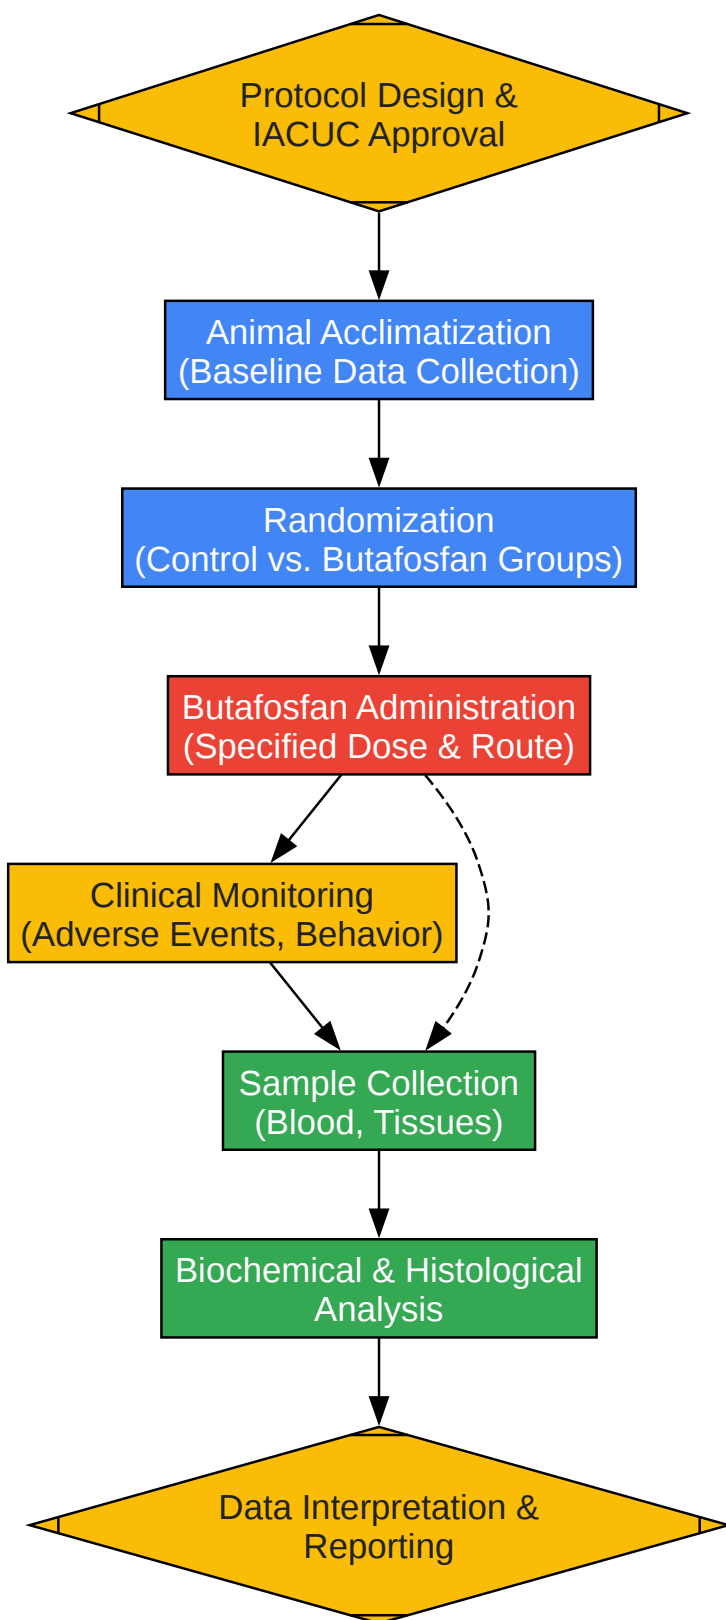 Protocol Design &
IACUC Approval
Animal Acclimatization
(Baseline Data Collection)
Randomization
(Control vs. Butafosfan Groups)
Butafosfan Administration
(Specified Dose & Route)
Clinical Monitoring
(Adverse Events, Behavior)
Sample Collection
(Blood, Tissues)
Biochemical & Histological
Analysis
Data Interpretation &
Reporting